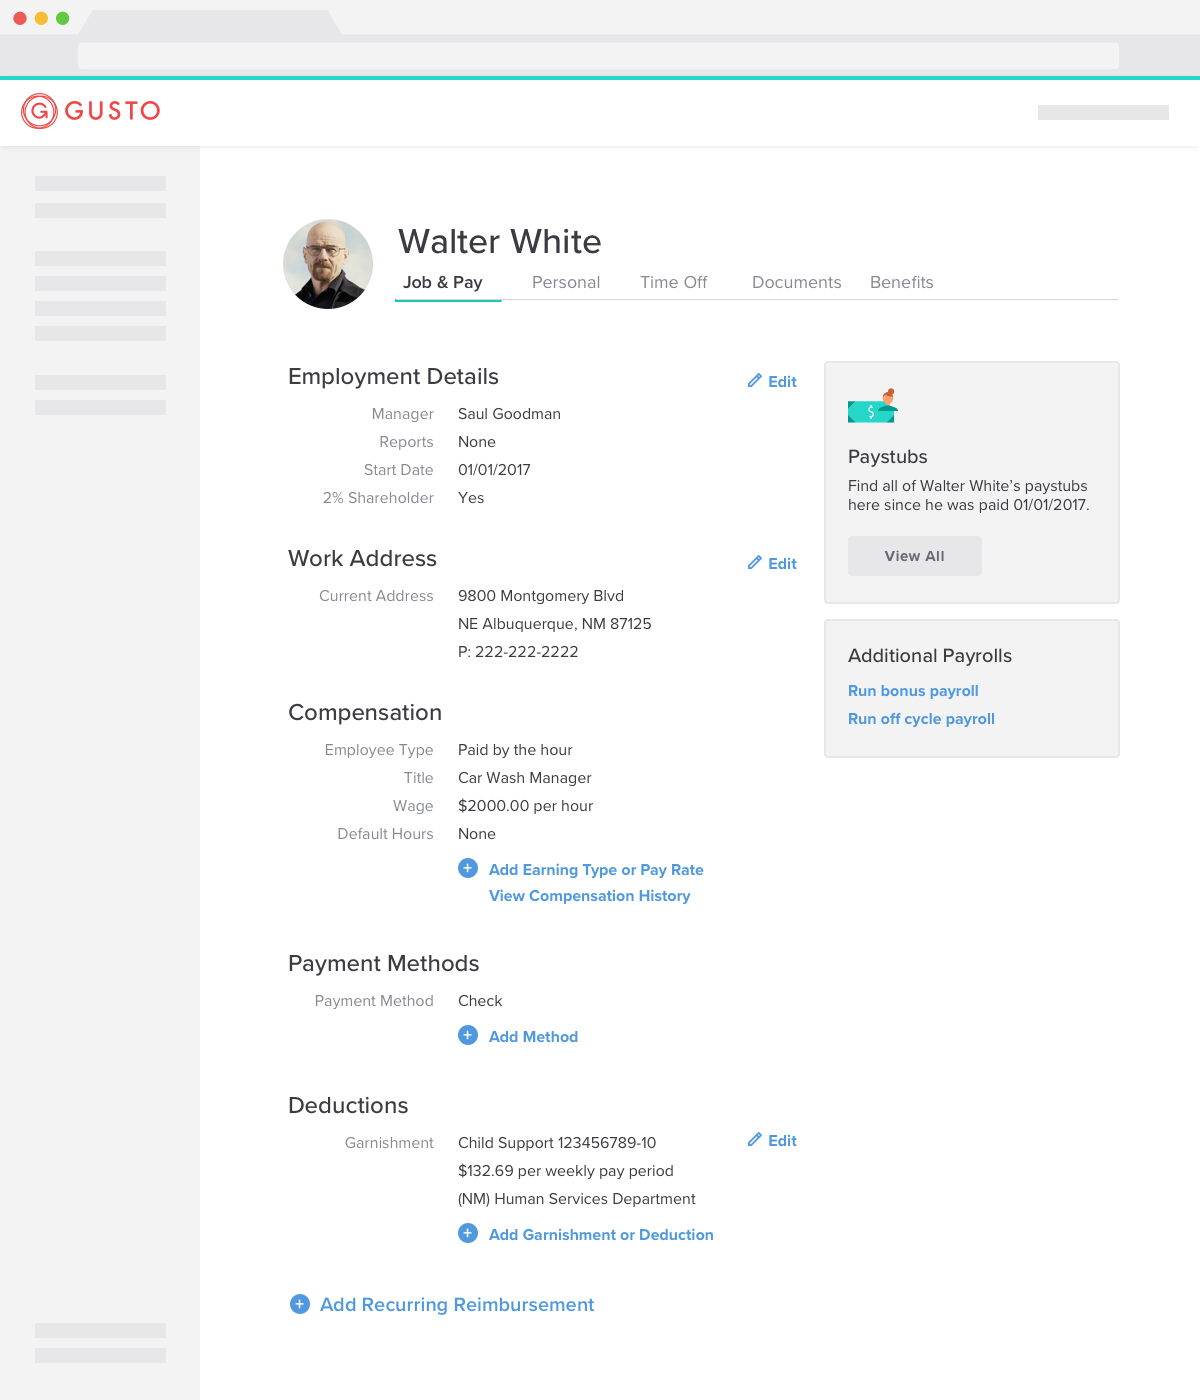 GUSTO
Walter White
Job & Pay Personal Time Off Documents Benefits
Employment Details
Edit
Manager Saul Goodman
Reports None
Start Date 01/01/2017
2% Shareholder Yes
Work Address
Edit
Current Address 9800 Montgomery Blvd
NE Albuquerque, NM 87125
P: 222-222-2222
Compensation
Employee Type Paid by the hour
Title Car Wash Manager
Wage $2000.00 per hour
Default Hours None
+ Add Earning Type or Pay Rate
View Compensation History
Payment Methods
Payment Method Check
+ Add Method
Deductions
Garnishment Child Support 123456789-10
Edit
$132.69 per weekly pay period
(NM) Human Services Department
+ Add Garnishment or Deduction
+ Add Recurring Reimbursement
$
Paystubs
Find all of Walter White’s paystubs
here since he was paid 01/01/2017.
View All
Additional Payrolls
Run bonus payroll
Run off cycle payroll